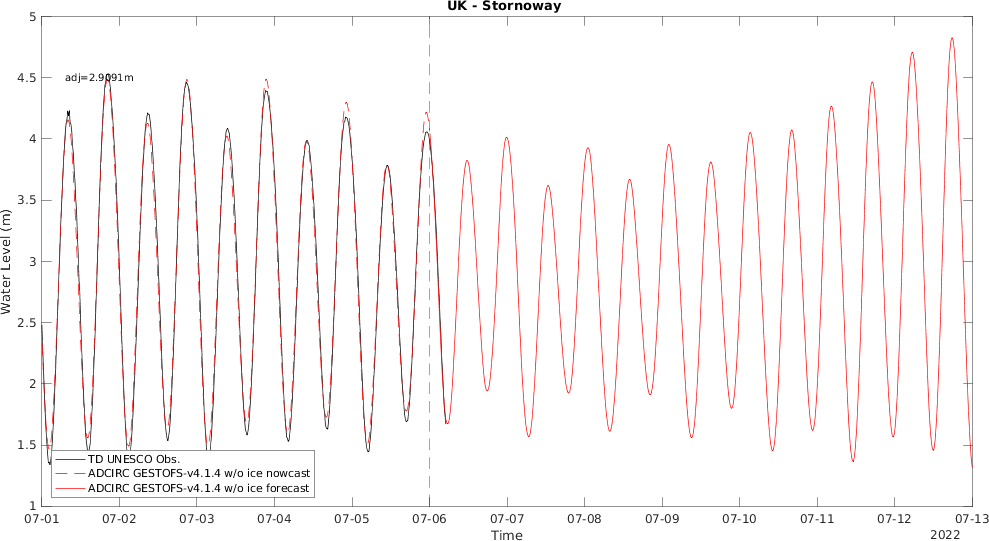 UK - Stornoway
5
adj=2.9091m
4.5
4
3.5
3
2.5
2
1.5
1
Water Level (m)
TD UNESCO Obs.
ADCIRC GESTOFS-v4.1.4 w/o ice nowcast
ADCIRC GESTOFS-v4.1.4 w/o ice forecast
07-01 07-02 07-03 07-04 07-05 07-06 07-07 07-08 07-09 07-10 07-11 07-12 07-13
Time
2022